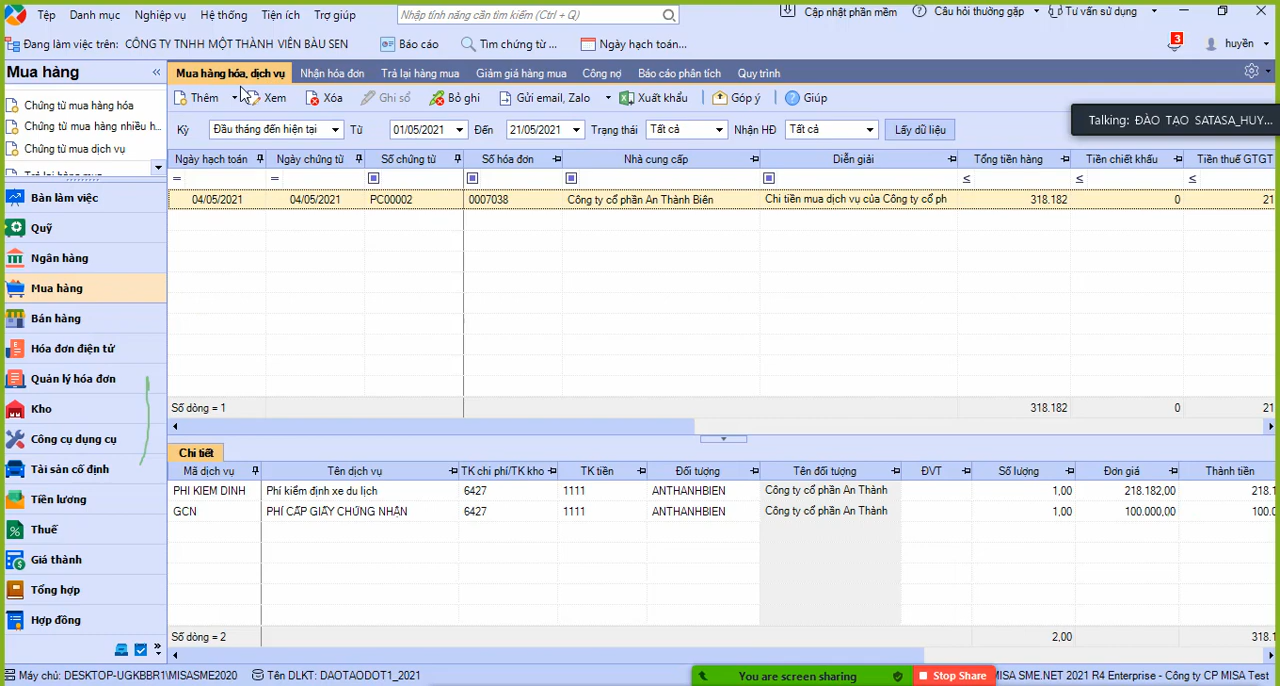 Tệp Danh mục Nghiệp vụ Hệ thống Tiện ích Trợ giúp Nhập tính năng cần tìm kiếm (Ctrl + Q) Cập nhật phần mềm Câu hỏi thường gặp Tư vấn sử dụng
Đang làm việc trên: CÔNG TY TNHH MỘT THÀNH VIÊN BÀU SEN Báo cáo Tìm chứng từ ... Ngày hạch toán... 3 huyền
Mua hàng «
Mua hàng hóa, dịch vụ Nhận hóa đơn Trả lại hàng mua Giảm giá hàng mua Công nợ Báo cáo phân tích Quy trình
Chứng từ mua hàng hóa
Chứng từ mua hàng nhiều h...
Chứng từ mua dịch vụ
Trả lại hàng mua
Thêm Xem Xóa Ghi sổ Bỏ ghi Gửi email, Zalo Xuất khẩu Góp ý Giúp
Talking: ĐÀO TẠO SATASA_HUY...
Kỳ Đầu tháng đến hiện tại Từ 01/05/2021 Đến 21/05/2021 Trạng thái Tất cả Nhận HĐ Tất cả Lấy dữ liệu
Ngày hạch toán Ngày chứng từ Số chứng từ Số hóa đơn Nhà cung cấp Diễn giải Tổng tiền hàng Tiền chiết khấu Tiền thuế GTGT
= = ≤ ≤ ≤
04/05/2021 04/05/2021 PC00002 0007038 Công ty cổ phần An Thành Biên Chi tiền mua dịch vụ của Công ty cổ ph 318.182 0 21
Số dòng = 1 318.182 0 21
Bàn làm việc
Quỹ
Ngân hàng
Mua hàng
Bán hàng
Hóa đơn điện tử
Quản lý hóa đơn
Kho
Công cụ dụng cụ
Tài sản cố định
Tiền lương
Thuế
Giá thành
Tổng hợp
Hợp đồng
Chi tiết
Mã dịch vụ Tên dịch vụ TK chi phí/TK kho TK tiền Đối tượng Tên đối tượng ĐVT Số lượng Đơn giá Thành tiền
PHI KIEM DINH Phí kiểm định xe du lịch 6427 1111 ANTHANHBIEN Công ty cổ phần An Thành 1,00 218.182,00 218.1
GCN PHÍ CẤP GIẤY CHỨNG NHẬN 6427 1111 ANTHANHBIEN Công ty cổ phần An Thành 1,00 100.000,00 100.0
Số dòng = 2 2,00 318.1
Máy chủ: DESKTOP-UGKBBR1\MISASME2020 Tên DLKT: DAOTAODOT1_2021 You are screen sharing Stop Share MISA SME.NET 2021 R4 Enterprise - Công ty CP MISA Test